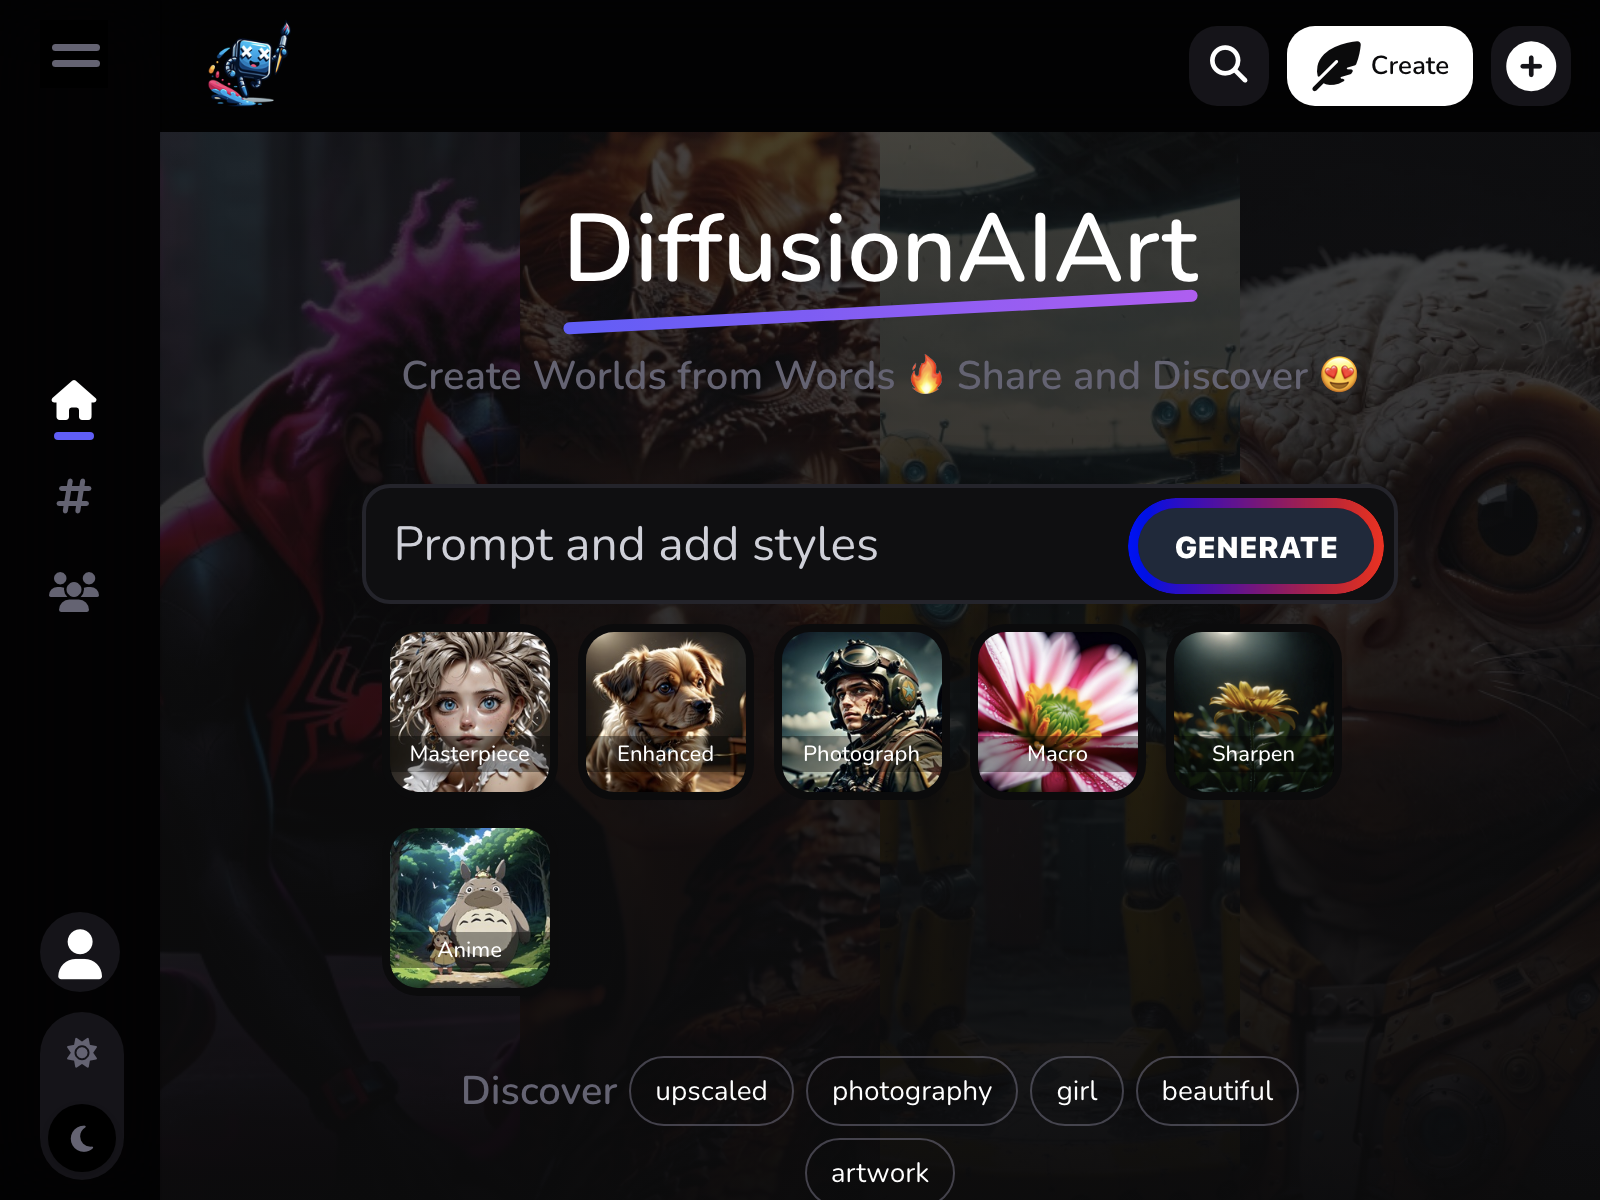 Create
DiffusionAIArt
Create Worlds from Words 🔥 Share and Discover 😍
Prompt and add styles
GENERATE
Masterpiece
Enhanced
Photograph
Macro
Sharpen
Anime
Discover upscaled photography girl beautiful
artwork